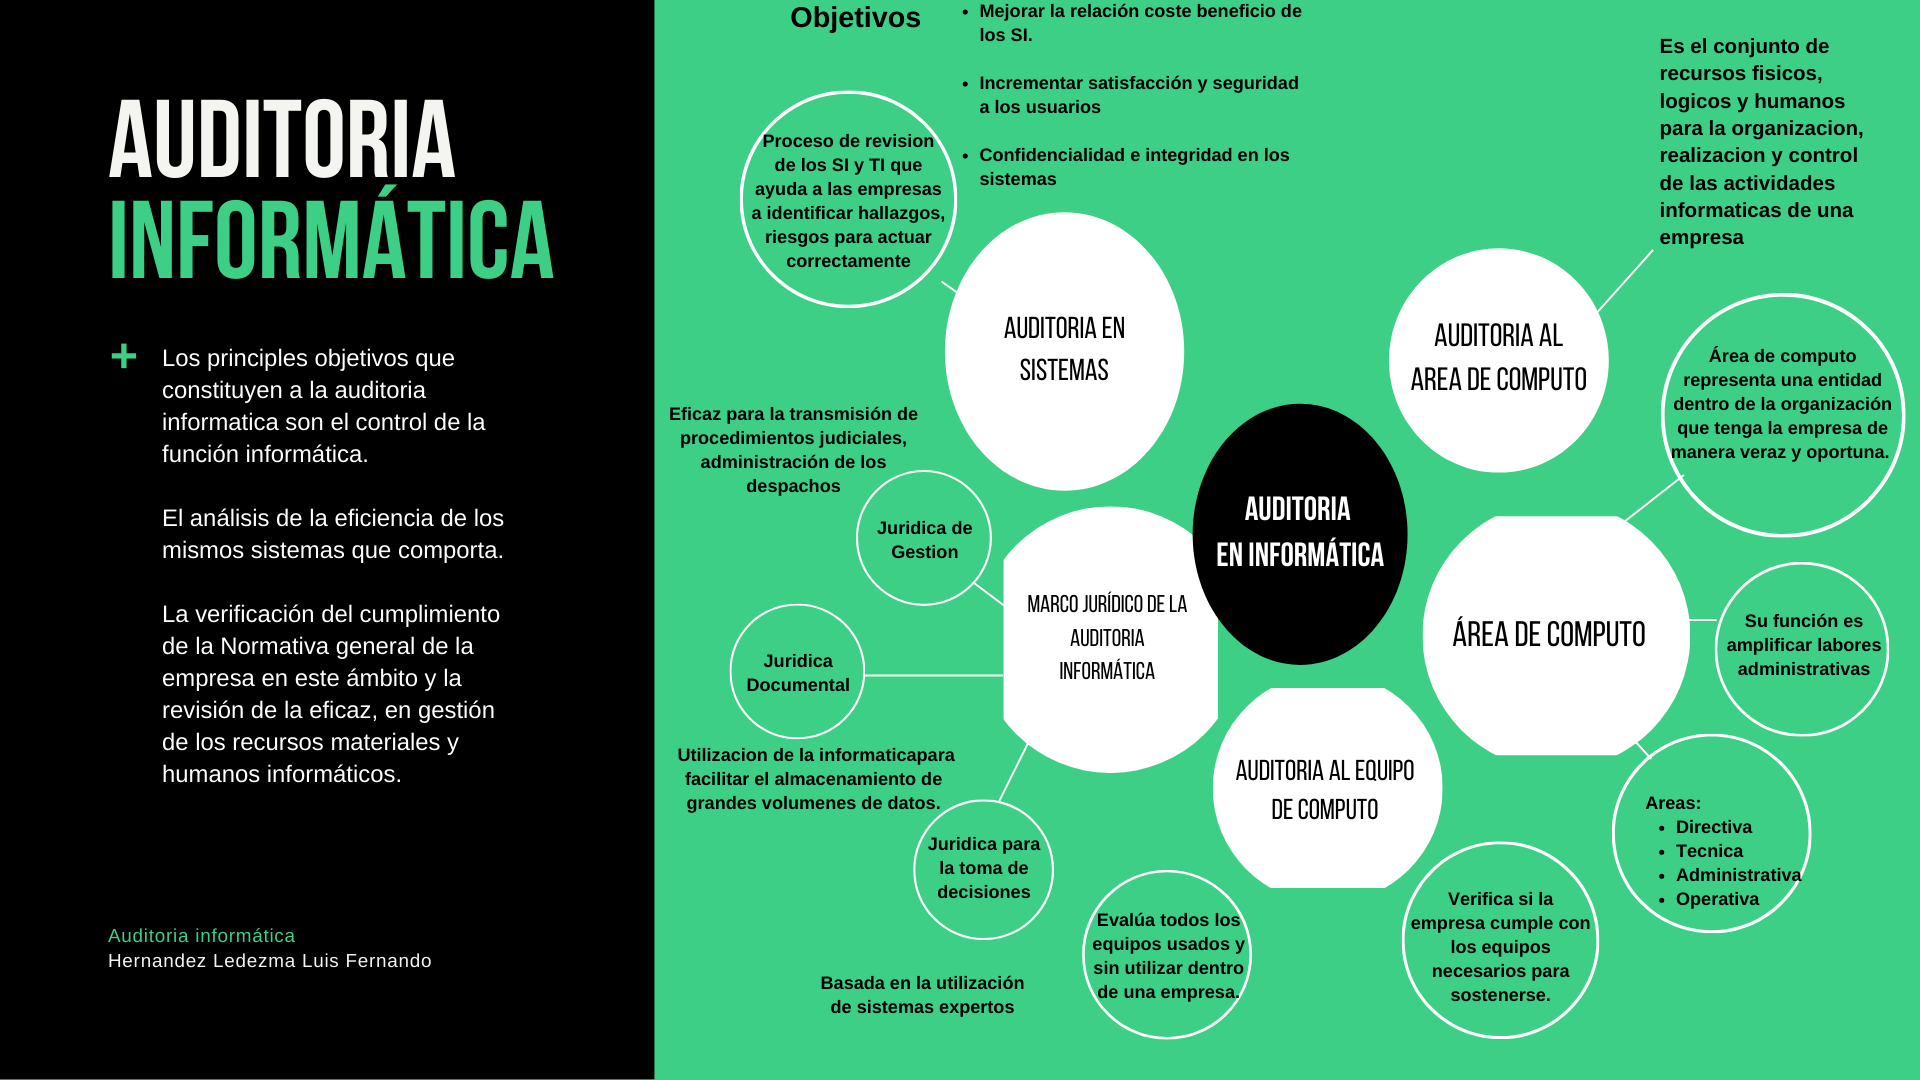 AUDITORIA
INFORMÁTICA
+
Los principles objetivos que
constituyen a la auditoria
informatica son el control de la
función informática.
El análisis de la eficiencia de los
mismos sistemas que comporta.
La verificación del cumplimiento
de la Normativa general de la
empresa en este ámbito y la
revisión de la eficaz, en gestión
de los recursos materiales y
humanos informáticos.
Auditoria informática
Hernandez Ledezma Luis Fernando
Objetivos
• Mejorar la relación coste beneficio de
los SI.
• Incrementar satisfacción y seguridad
a los usuarios
• Confidencialidad e integridad en los
sistemas
Proceso de revision
de los SI y TI que
ayuda a las empresas
a identificar hallazgos,
riesgos para actuar
correctamente
AUDITORIA EN
SISTEMAS
Es el conjunto de
recursos fisicos,
logicos y humanos
para la organizacion,
realizacion y control
de las actividades
informaticas de una
empresa
AUDITORIA AL
AREA DE COMPUTO
Área de computo
representa una entidad
dentro de la organización
que tenga la empresa de
manera veraz y oportuna.
Eficaz para la transmisión de
procedimientos judiciales,
administración de los
despachos
Juridica de
Gestion
AUDITORIA
EN INFORMÁTICA
MARCO JURÍDICO DE LA
AUDITORIA
INFORMÁTICA
ÁREA DE COMPUTO
Su función es
amplificar labores
administrativas
Juridica
Documental
Utilizacion de la informaticapara
facilitar el almacenamiento de
grandes volumenes de datos.
AUDITORIA AL EQUIPO
DE COMPUTO
Areas:
• Directiva
• Tecnica
• Administrativa
• Operativa
Juridica para
la toma de
decisiones
Evalúa todos los
equipos usados y
sin utilizar dentro
de una empresa.
Verifica si la
empresa cumple con
los equipos
necesarios para
sostenerse.
Basada en la utilización
de sistemas expertos